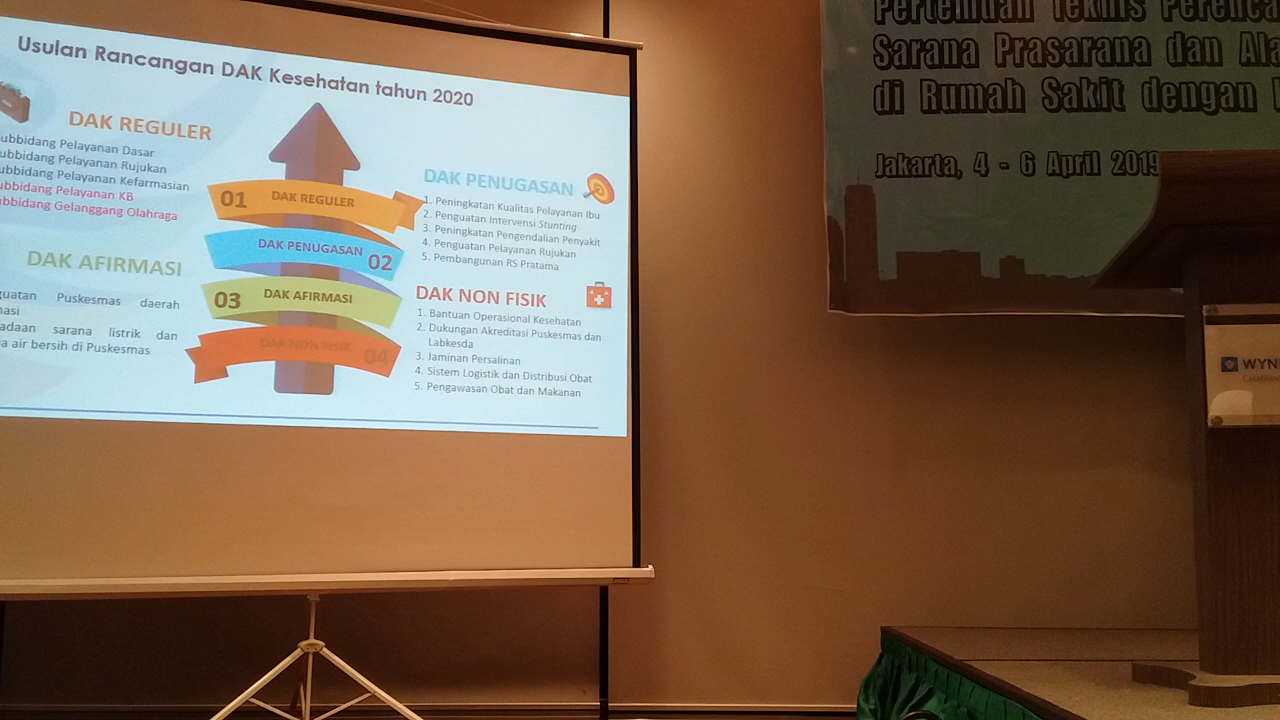 Usulan Rancangan DAK Kesehatan tahun 2020
DAK REGULER
ubbidang Pelayanan Dasar
ubbidang Pelayanan Rujukan
ubbidang Pelayanan Kefarmasian
ubbidang Pelayanan KB
ubbidang Gelanggang Olahraga
DAK AFIRMASI
guatan Puskesmas daerah
masi
adaan sarana listrik dan
a air bersih di Puskesmas
01 DAK REGULER
DAK PENUGASAN 02
03 DAK AFIRMASI
DAK NON FISIK 04
DAK PENUGASAN
1. Peningkatan Kualitas Pelayanan Ibu
2. Penguatan Intervensi Stunting
3. Peningkatan Pengendalian Penyakit
4. Penguatan Pelayanan Rujukan
5. Pembangunan RS Pratama
DAK NON FISIK
1. Bantuan Operasional Kesehatan
2. Dukungan Akreditasi Puskesmas dan
Labkesda
3. Jaminan Persalinan
4. Sistem Logistik dan Distribusi Obat
5. Pengawasan Obat dan Makanan
Pertemuan Teknis Perenca
Sarana Prasarana dan Ala
di Rumah Sakit dengan
Jakarta, 4 - 6 April 2019
WYN